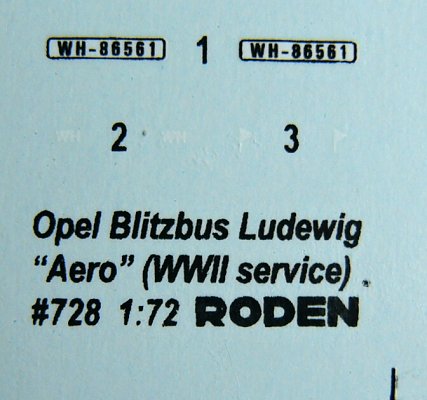 WH-86561 1 WH-86561
2 3
Opel Blitzbus Ludewig
“Aero” (WWII service)
#728 1:72 RODEN